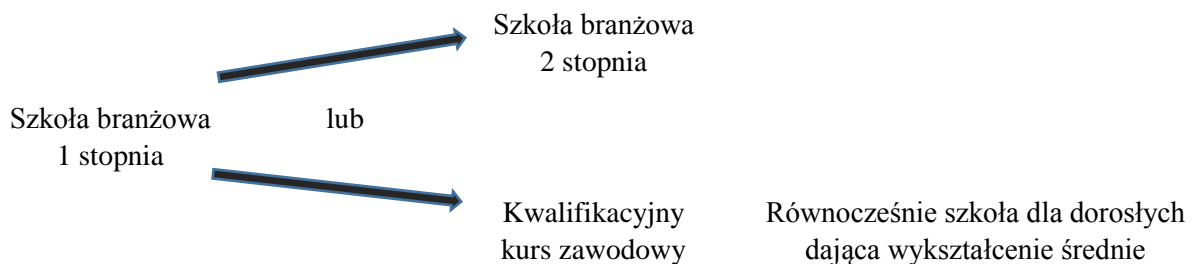 Szkoła branżowa
2 stopnia
Szkoła branżowa
1 stopnia
lub
Kwalifikacyjny
kurs zawodowy
Równocześnie szkoła dla dorosłych
dająca wykształcenie średnie